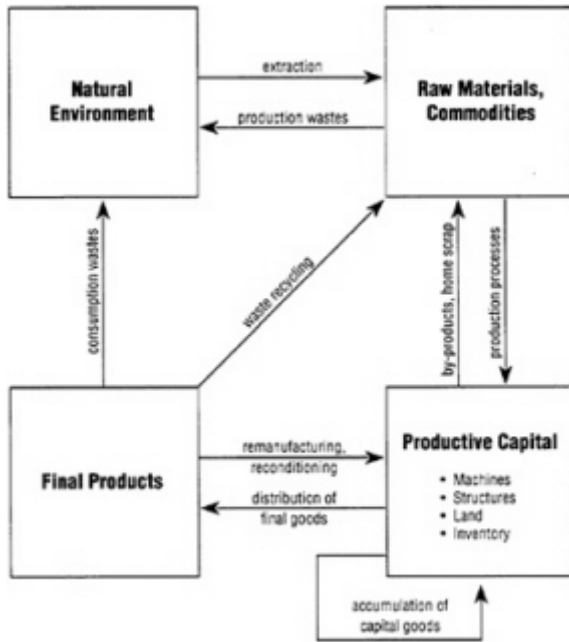 Natural
Environment
extraction
production wastes
Raw Materials,
Commodities
consumption wastes
waste recycling
by-products, home scrap
production processes
Final Products
remanufacturing,
reconditioning
distribution of
final goods
Productive Capital
• Machines
• Structures
• Land
• Inventory
accumulation of
capital goods